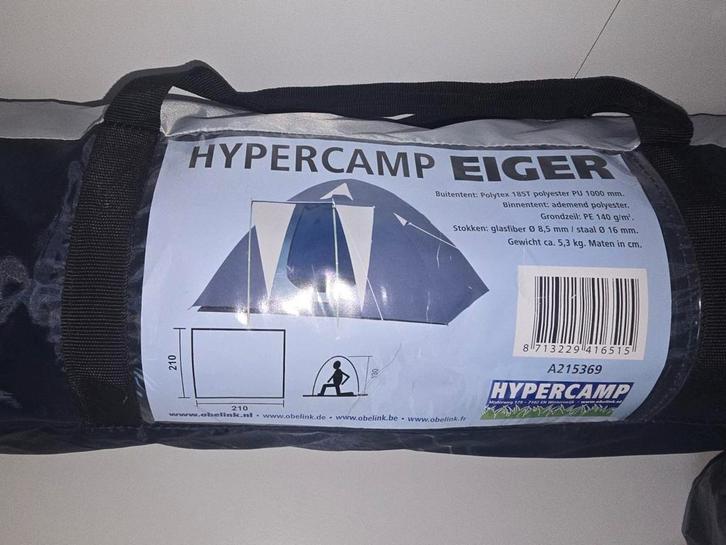 HYPERCAMP EIGER
Buitentent: Polytex 185T polyester PU 1000 mm.
Binnentent: ademend polyester.
Grondzeil: PE 140 g/m².
Stokken: glasfiber Ø 8,5 mm / staal Ø 16 mm.
Gewicht ca. 5,3 kg. Maten in cm.
8 713229 416515
A215369
210
130
210
HYPERCAMP
www.obelink.nl • www.obelink.de • www.obelink.be • www.obelink.fr